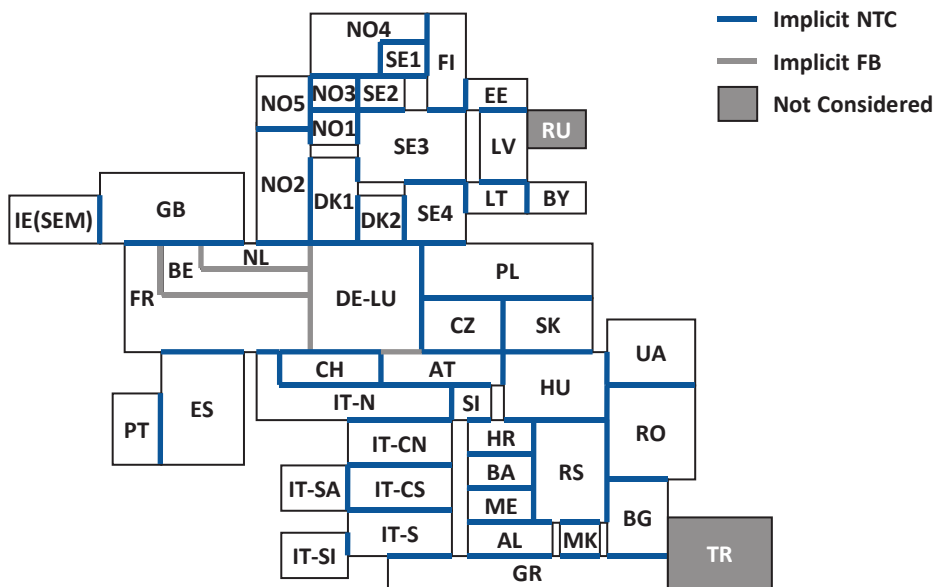 NO4
SE1
FI
NO5
NO3
SE2
EE
NO1
SE3
LV
RU
NO2
DK1
DK2
SE4
LT
BY
IE(SEM)
GB
FR
BE
NL
DE-LU
PL
CZ
SK
UA
CH
AT
HU
PT
ES
IT-N
SI
RO
IT-CN
HR
IT-SA
IT-CS
BA
RS
ME
BG
IT-SI
IT-S
AL
MK
TR
GR
Implicit NTC
Implicit FB
Not Considered